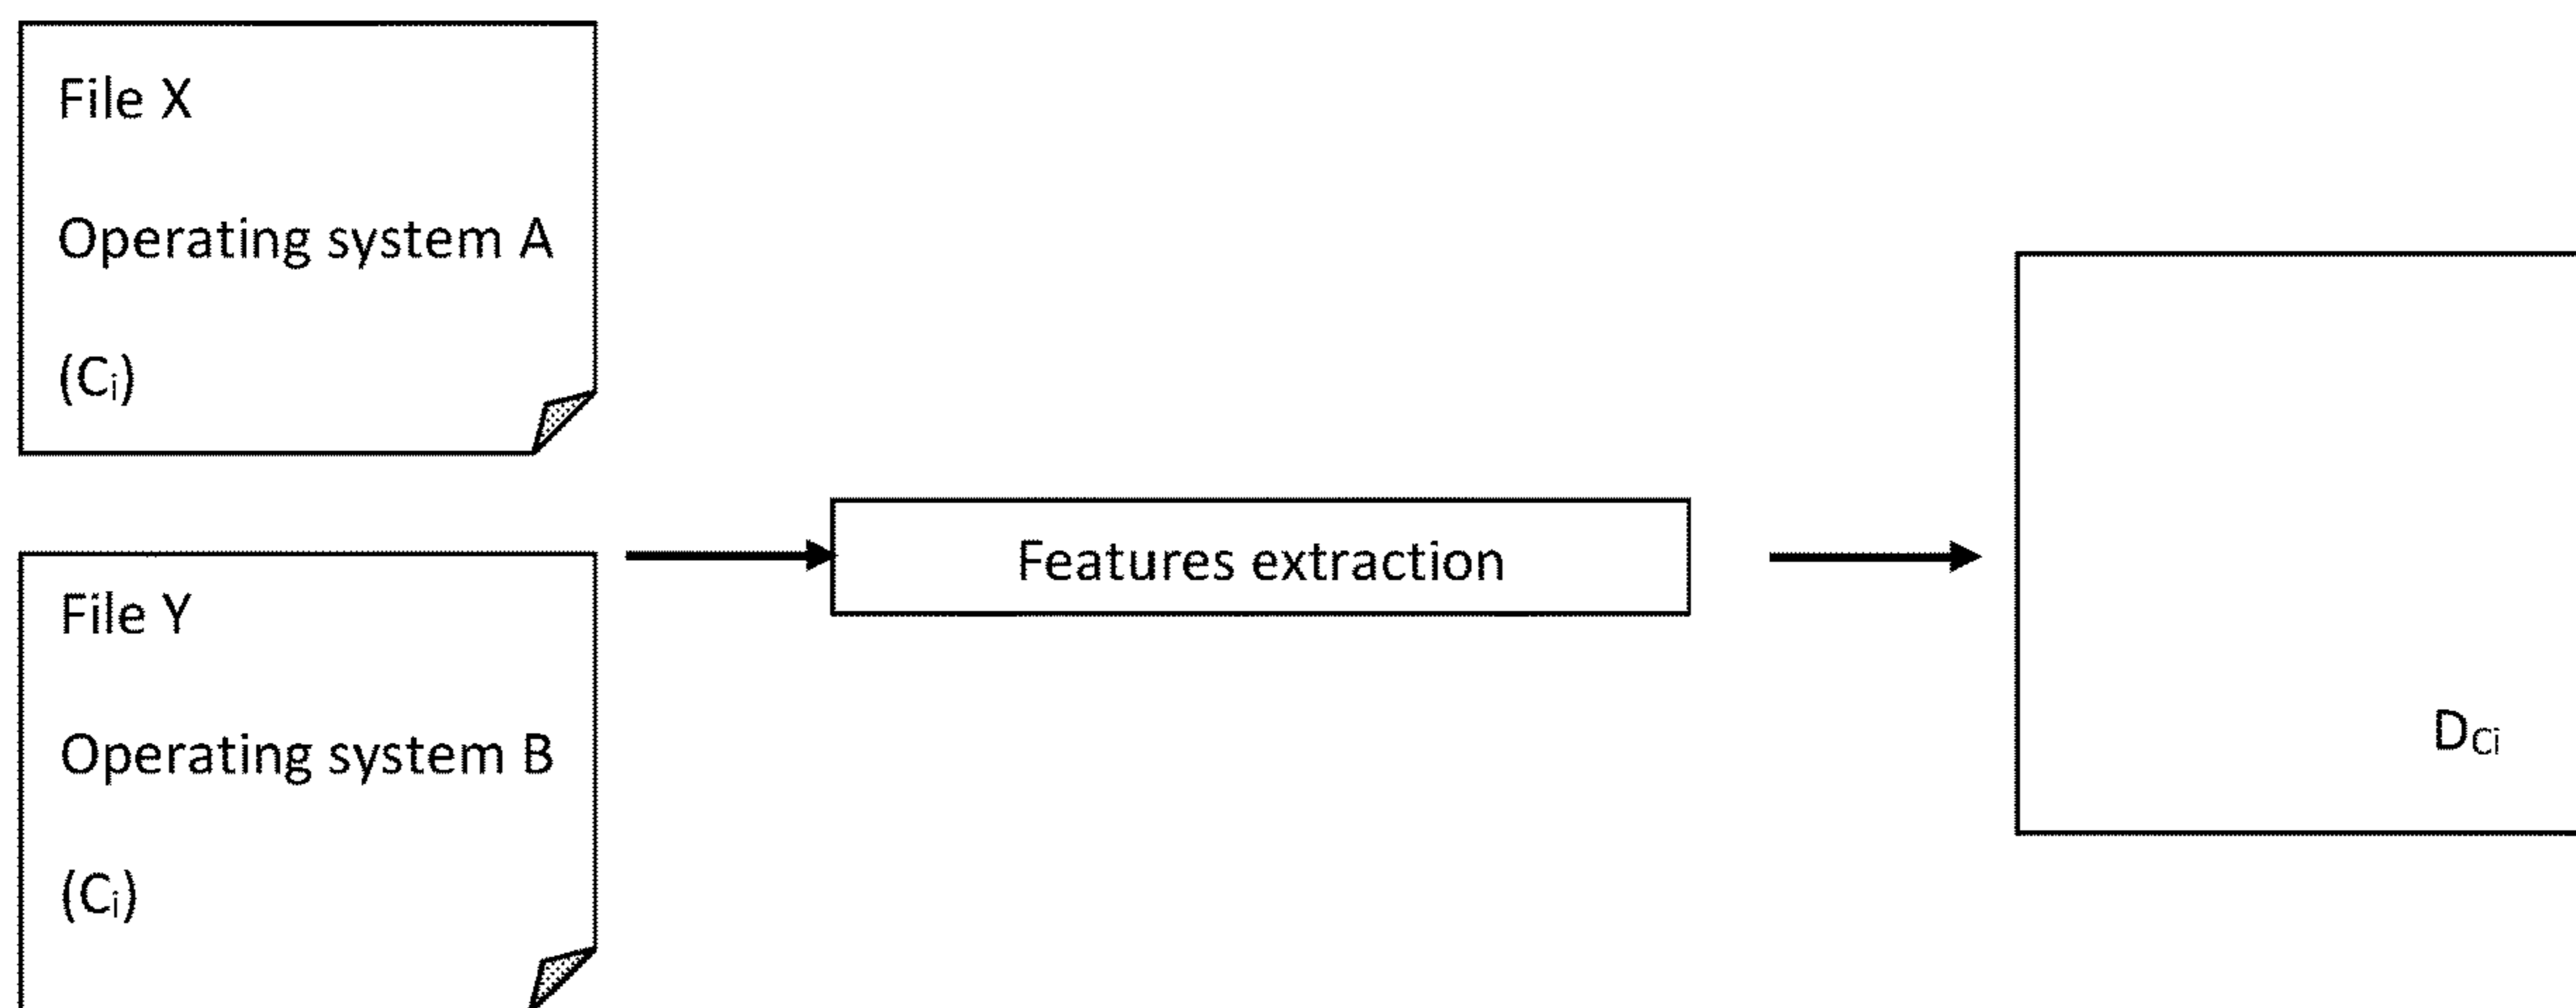 File X
Operating system A
(Ci)
File Y
Operating system B
(Ci)
Features extraction
DCi